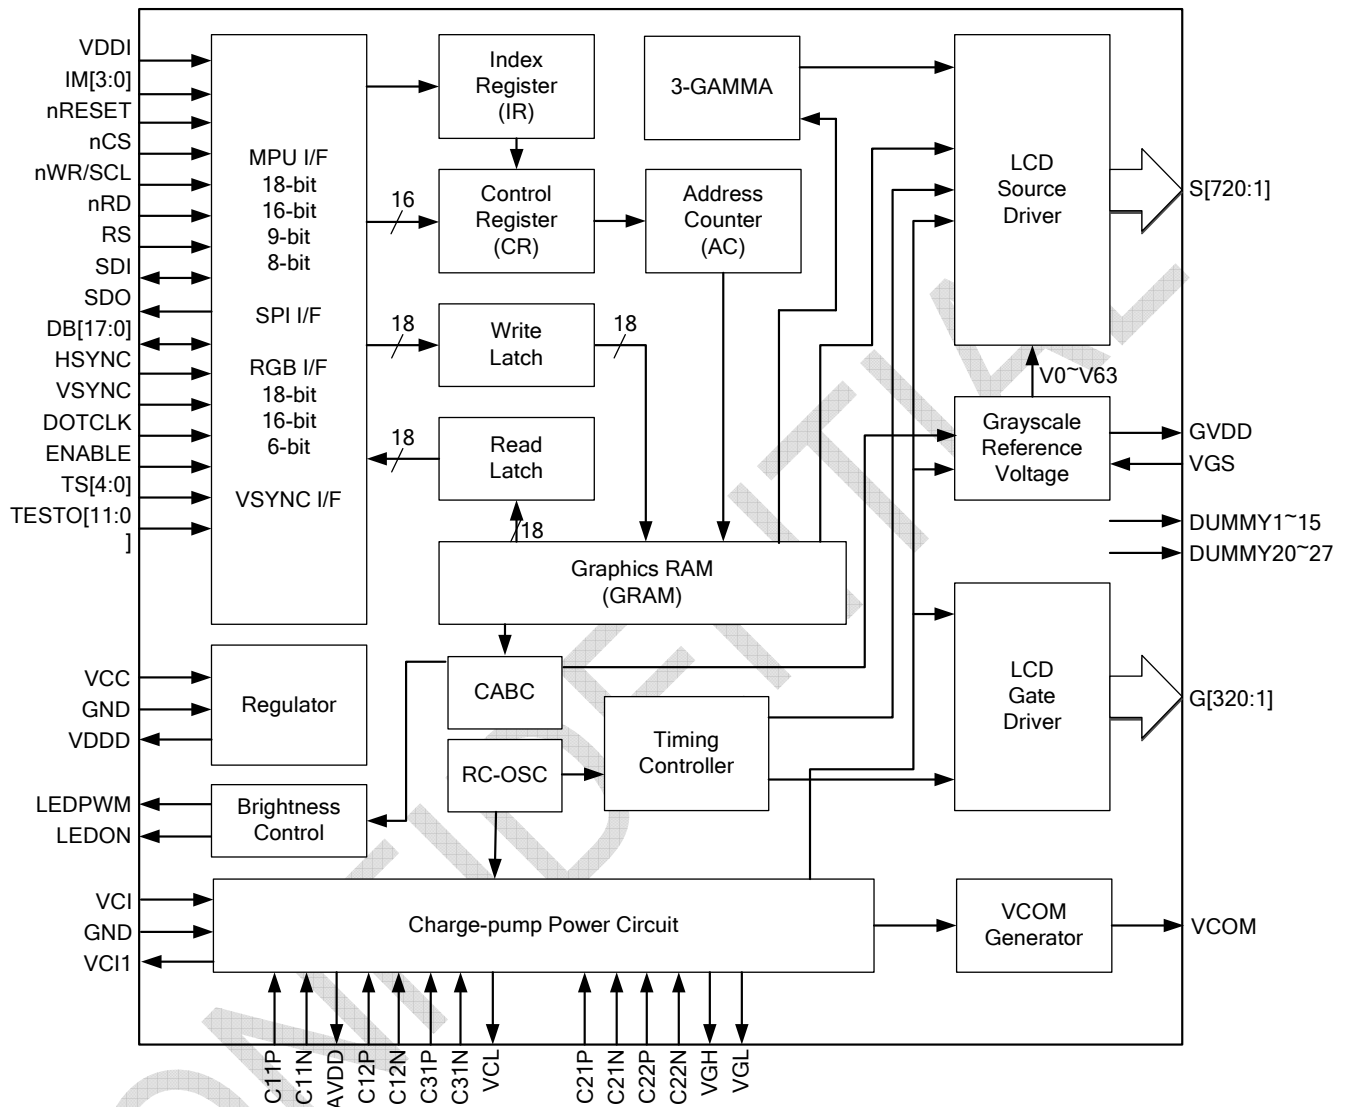 VDDI
IM[3:0]
nRESET
nCS
nWR/SCL
nRD
RS
SDI
SDO
DB[17:0]
HSYNC
VSYNC
DOTCLK
ENABLE
TS[4:0]
TESTO[11:0
]
MPU I/F
18-bit
16-bit
9-bit
8-bit
SPI I/F
RGB I/F
18-bit
16-bit
6-bit
VSYNC I/F
Index
Register
(IR)
16
Control
Register
(CR)
Address
Counter
(AC)
3-GAMMA
18
Write
Latch
18
18
Read
Latch
18
Graphics RAM
(GRAM)
LCD
Source
Driver
S[720:1]
V0~V63
Grayscale
Reference
Voltage
GVDD
VGS
DUMMY1~15
DUMMY20~27
LCD
Gate
Driver
G[320:1]
VCC
GND
VDDD
Regulator
CABC
RC-OSC
Timing
Controller
LEDPWM
LEDON
Brightness
Control
VCI
GND
VCI1
Charge-pump Power Circuit
VCOM
Generator
VCOM
C11P
C11N
AVDD
C12P
C12N
C31P
C31N
VCL
C21P
C21N
C22P
C22N
VGH
VGL
CONFIDENTIAL